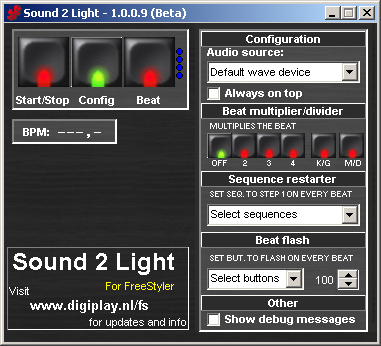 Sound 2 Light - 1.0.0.9 (Beta)
Start/Stop Config Beat
BPM: ---,-
Sound 2 Light
For FreeStyler
Visit
www.digiplay.nl/fs
for updates and info
Configuration
Audio source:
Default wave device
Always on top
Beat multiplier/divider
MULTIPLIES THE BEAT
OFF 2 3 4 K/G M/D
Sequence restarter
SET SEQ. TO STEP 1 ON EVERY BEAT
Select sequences
Beat flash
SET BUT. TO FLASH ON EVERY BEAT
Select buttons 100
Other
Show debug messages